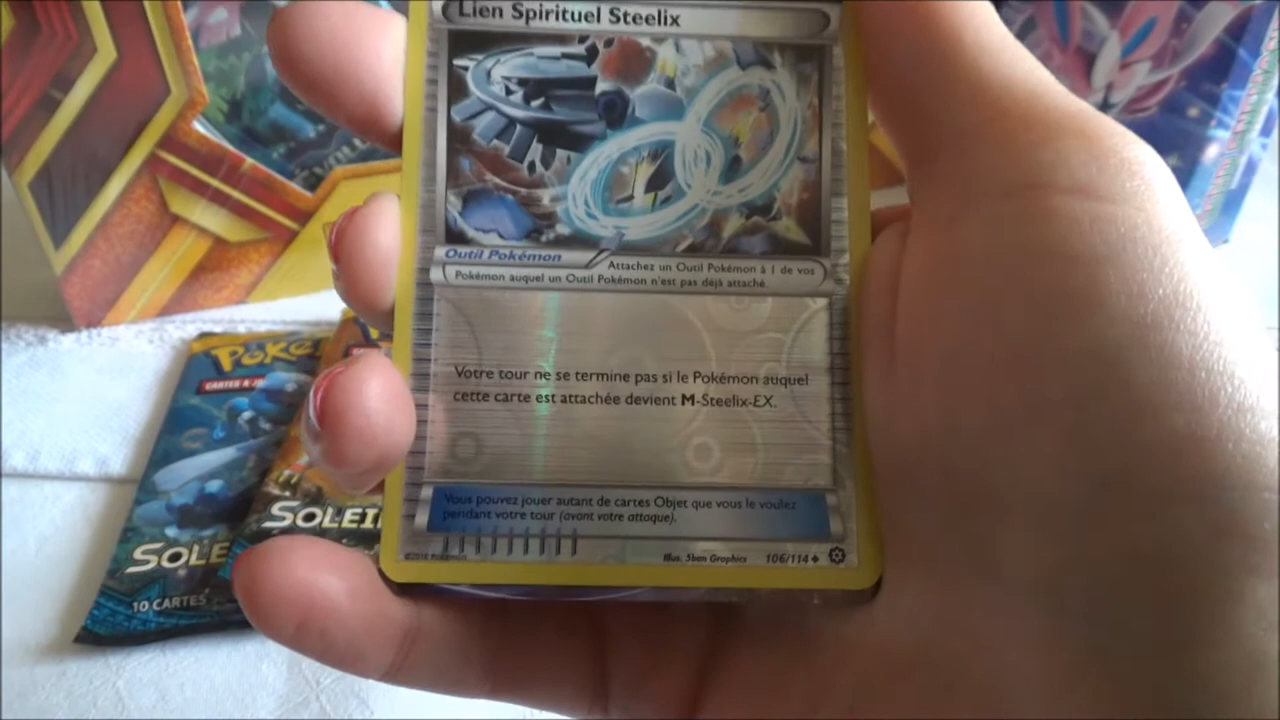 Lien Spirituel Steelix
Outil Pokémon
Attachez un Outil Pokémon à 1 de vos
Pokémon auquel un Outil Pokémon n'est pas déjà attaché.
Votre tour ne se termine pas si le Pokémon auquel
cette carte est attachée devient M-Steelix-EX.
Vous pouvez jouer autant de cartes Objet que vous le voulez
pendant votre tour (avant votre attaque).
©2016 Pokémon
Illus. 5ban Graphics
106/114
SOLEI
SOLE
10 CARTES